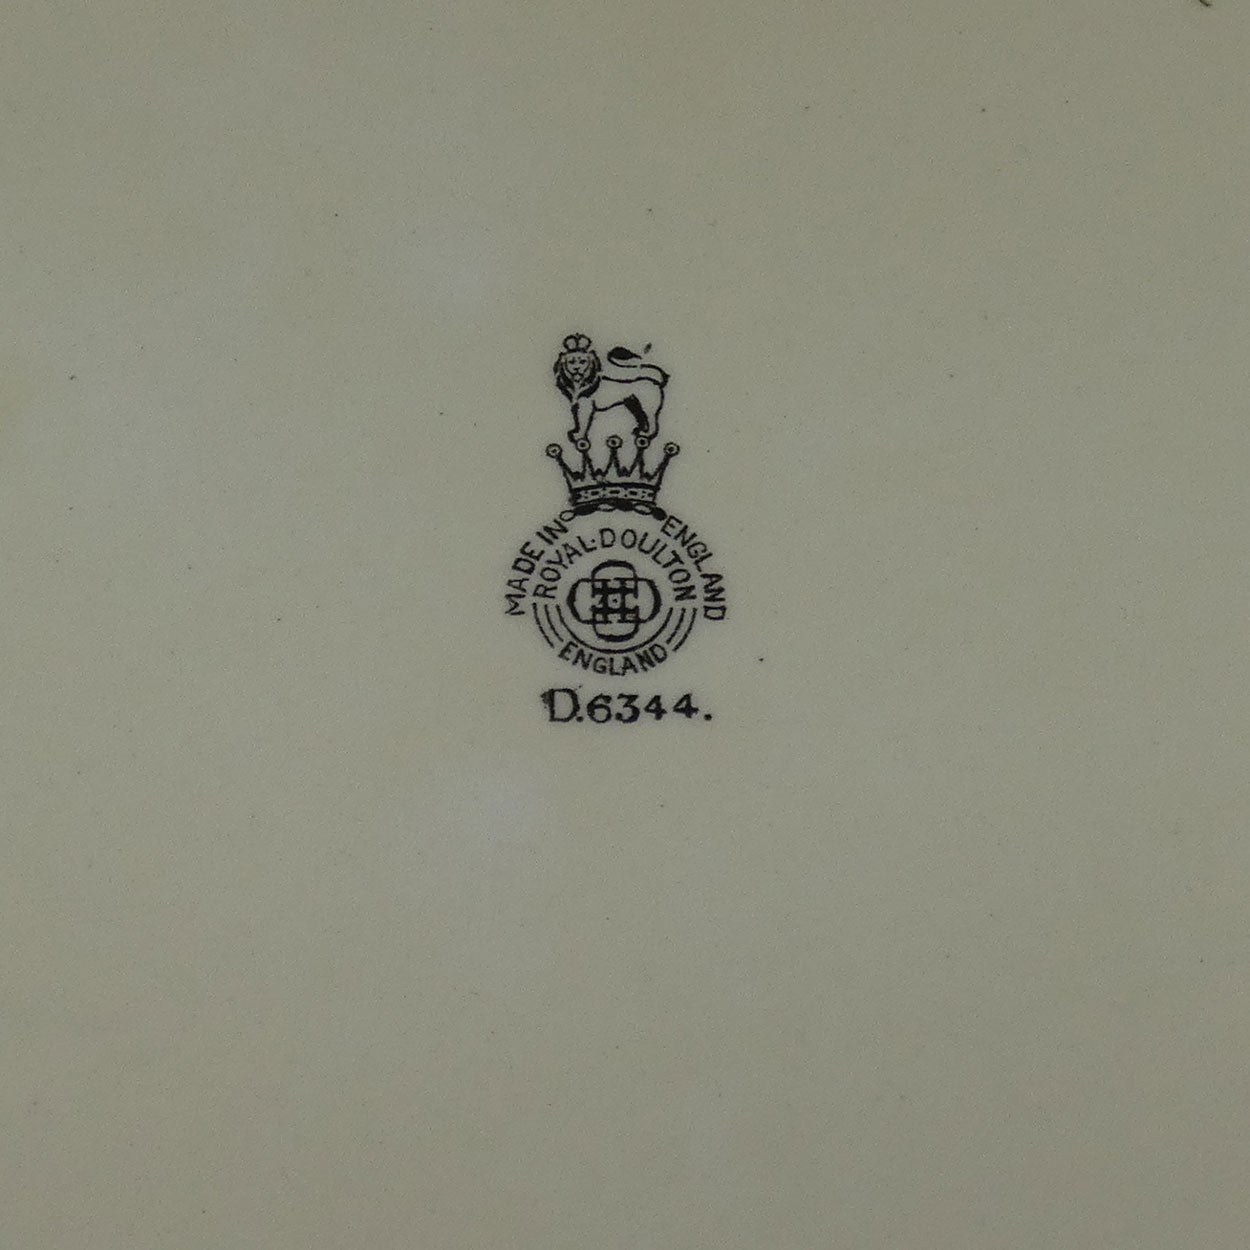 MADE IN ENGLAND
ROYAL·DOULTON
ENGLAND
D.6344.